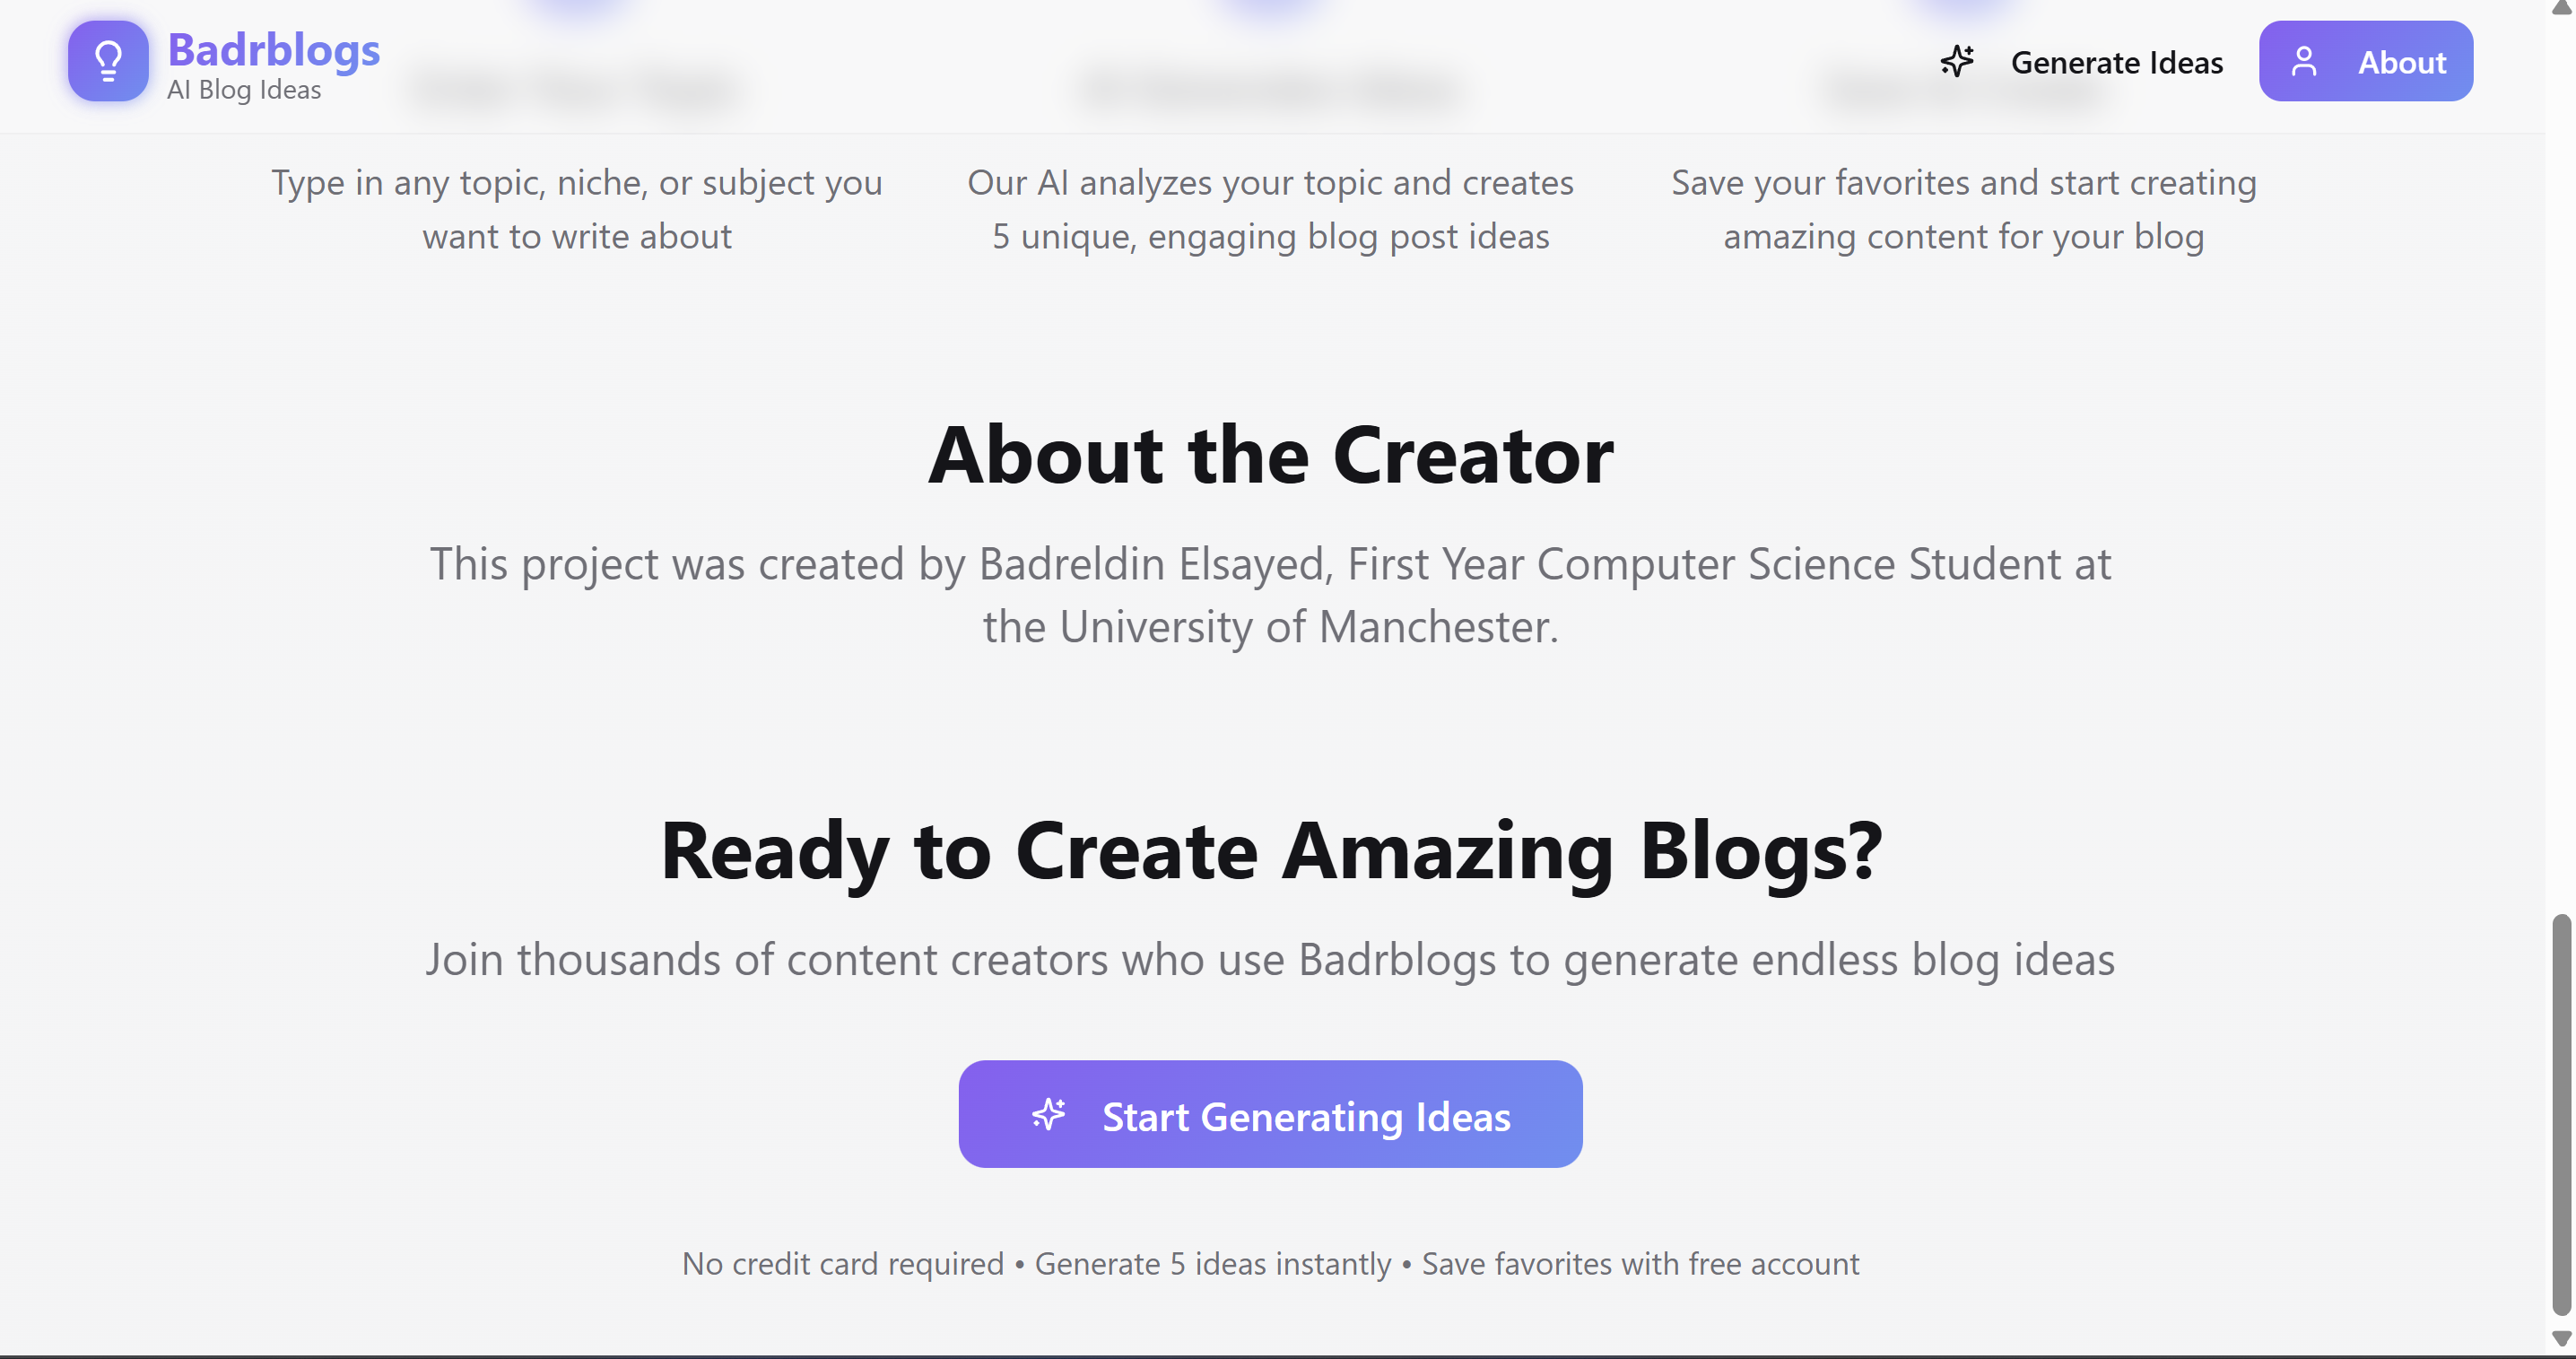 Badrblogs
AI Blog Ideas
Generate Ideas
About
Type in any topic, niche, or subject you
want to write about
Our AI analyzes your topic and creates
5 unique, engaging blog post ideas
Save your favorites and start creating
amazing content for your blog
About the Creator
This project was created by Badreldin Elsayed, First Year Computer Science Student at
the University of Manchester.
Ready to Create Amazing Blogs?
Join thousands of content creators who use Badrblogs to generate endless blog ideas
Start Generating Ideas
No credit card required • Generate 5 ideas instantly • Save favorites with free account